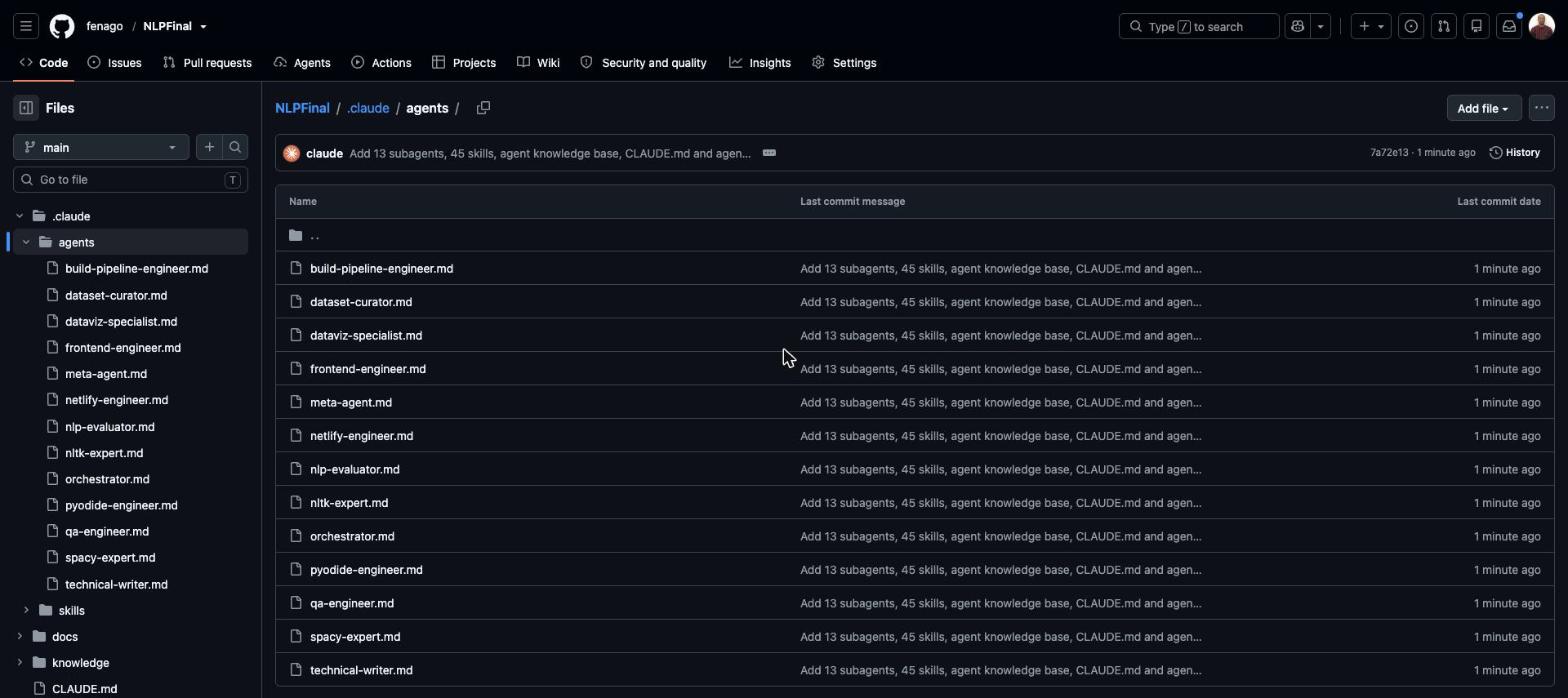 fenago / NLPFinal
Type / to search
Code Issues Pull requests Agents Actions Projects Wiki Security and quality Insights Settings
Files
main
Go to file T
.claude
agents
build-pipeline-engineer.md
dataset-curator.md
dataviz-specialist.md
frontend-engineer.md
meta-agent.md
netlify-engineer.md
nlp-evaluator.md
nltk-expert.md
orchestrator.md
pyodide-engineer.md
qa-engineer.md
spacy-expert.md
technical-writer.md
skills
docs
knowledge
CLAUDE.md
NLPFinal / .claude / agents /
Add file
claude Add 13 subagents, 45 skills, agent knowledge base, CLAUDE.md and agen... 7a72e13 · 1 minute ago History
Name Last commit message Last commit date
..
build-pipeline-engineer.md Add 13 subagents, 45 skills, agent knowledge base, CLAUDE.md and agen... 1 minute ago
dataset-curator.md Add 13 subagents, 45 skills, agent knowledge base, CLAUDE.md and agen... 1 minute ago
dataviz-specialist.md Add 13 subagents, 45 skills, agent knowledge base, CLAUDE.md and agen... 1 minute ago
frontend-engineer.md Add 13 subagents, 45 skills, agent knowledge base, CLAUDE.md and agen... 1 minute ago
meta-agent.md Add 13 subagents, 45 skills, agent knowledge base, CLAUDE.md and agen... 1 minute ago
netlify-engineer.md Add 13 subagents, 45 skills, agent knowledge base, CLAUDE.md and agen... 1 minute ago
nlp-evaluator.md Add 13 subagents, 45 skills, agent knowledge base, CLAUDE.md and agen... 1 minute ago
nltk-expert.md Add 13 subagents, 45 skills, agent knowledge base, CLAUDE.md and agen... 1 minute ago
orchestrator.md Add 13 subagents, 45 skills, agent knowledge base, CLAUDE.md and agen... 1 minute ago
pyodide-engineer.md Add 13 subagents, 45 skills, agent knowledge base, CLAUDE.md and agen... 1 minute ago
qa-engineer.md Add 13 subagents, 45 skills, agent knowledge base, CLAUDE.md and agen... 1 minute ago
spacy-expert.md Add 13 subagents, 45 skills, agent knowledge base, CLAUDE.md and agen... 1 minute ago
technical-writer.md Add 13 subagents, 45 skills, agent knowledge base, CLAUDE.md and agen... 1 minute ago